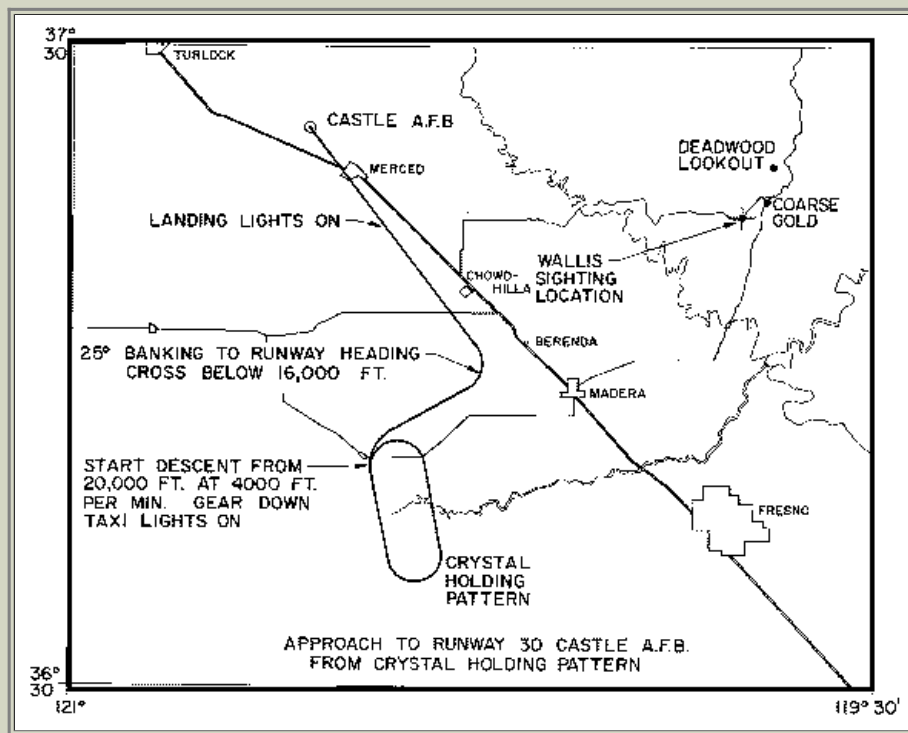 37°
30'
TURLOCK
CASTLE A.F.B
MERCED
DEADWOOD
LOOKOUT
COARSE
GOLD
LANDING LIGHTS ON
WALLIS
SIGHTING
LOCATION
CHOWD-
HILLA
BERENDA
25° BANKING TO RUNWAY HEADING
CROSS BELOW 16,000 FT.
MADERA
START DESCENT FROM
20,000 FT. AT 4000 FT.
PER MIN. GEAR DOWN
TAXI LIGHTS ON
FRESNO
CRYSTAL
HOLDING
PATTERN
APPROACH TO RUNWAY 30 CASTLE A.F.B.
FROM CRYSTAL HOLDING PATTERN
36°
30
121°
119° 30'